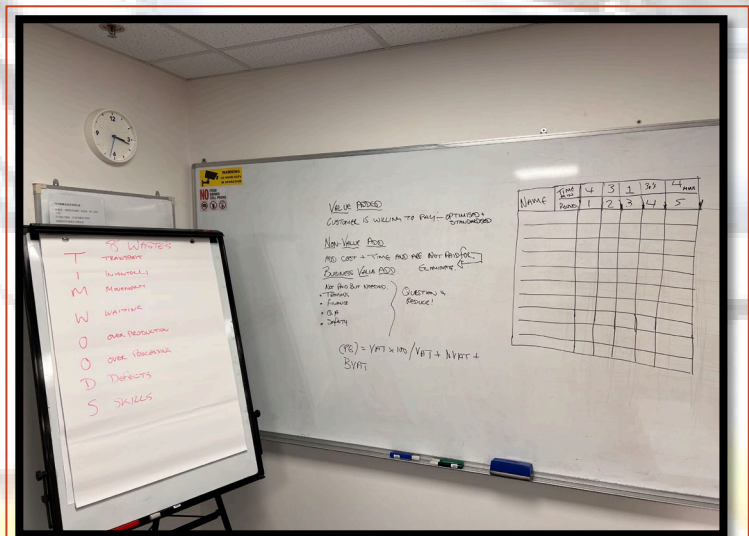 8 WASTES
T TRANSPORT
I INVENTORY
M MOVEMENT
W WAITING
O OVER PRODUCTION
O OVER PROCESSING
D DEFECTS
S SKILLS
WARNING
NO
VALUE ADDED
CUSTOMER IS WILLING TO PAY - OPTIMISED +
STANDARDISED
NON-VALUE ADD
ADD COST + TIME AND ARE NOT PAID FOR.
ELIMINATE.
BUSINESS VALUE ADD
NOT PAID BUT NEEDED.
• FINANCE
• Q.A
• SAFETY
QUESTION &
REDUCE!
= VAT x 100 / VAT + NVAT +
BVAT
NAME TIME 4 3 1 4
ROUND 1 2 3 4 5